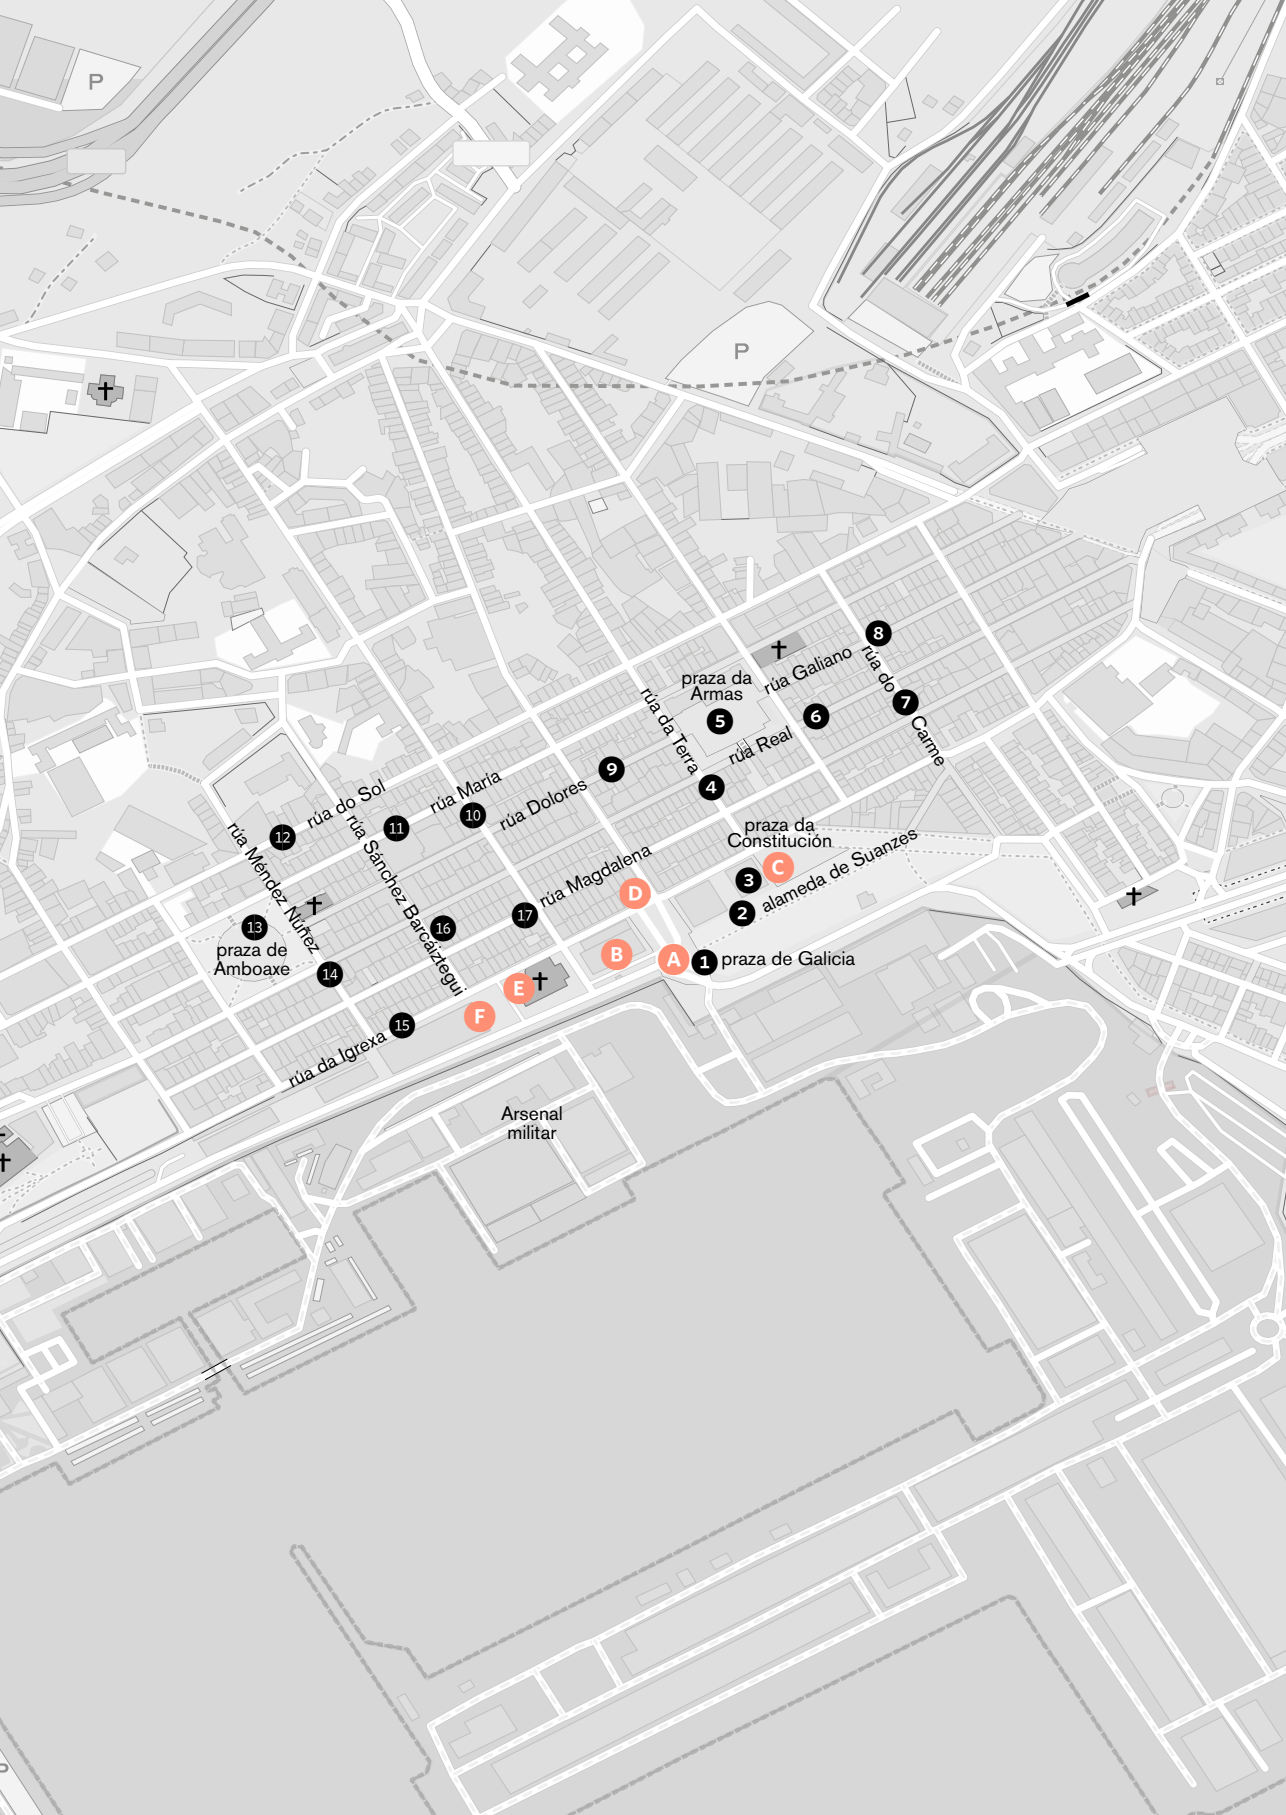 P
P
8
rúa Galiano
rúa do
Carme
praza da
Armas
7
6
5
rúa da Terra
rúa Real
9
4
rúa María
rúa Dolores
10
rúa do Sol
11
12
praza da
Constitución
rúa Méndez Núñez
rúa Sánchez Barcáiztegui
rúa Magdalena
C
3
alameda de Suanzes
D
2
17
16
13
praza de
Amboaxe
B
A
1
praza de Galicia
14
E
F
15
rúa da Igrexa
Arsenal
militar
P